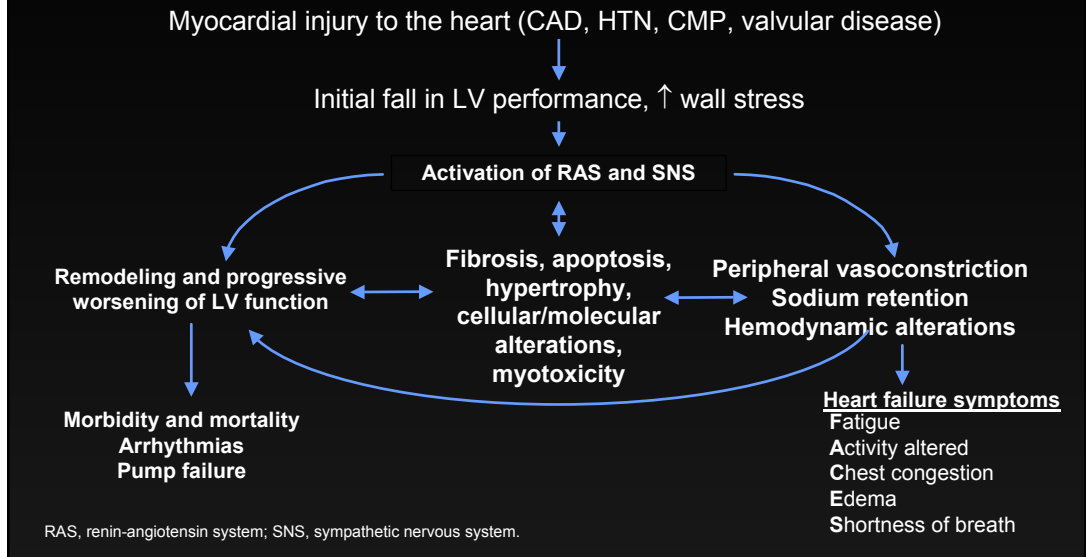 Myocardial injury to the heart (CAD, HTN, CMP, valvular disease)
Initial fall in LV performance, ↑ wall stress
Activation of RAS and SNS
Remodeling and progressive
worsening of LV function
Fibrosis, apoptosis,
hypertrophy,
cellular/molecular
alterations,
myotoxicity
Peripheral vasoconstriction
Sodium retention
Hemodynamic alterations
Morbidity and mortality
Arrhythmias
Pump failure
Heart failure symptoms
Fatigue
Activity altered
Chest congestion
Edema
Shortness of breath
RAS, renin-angiotensin system; SNS, sympathetic nervous system.